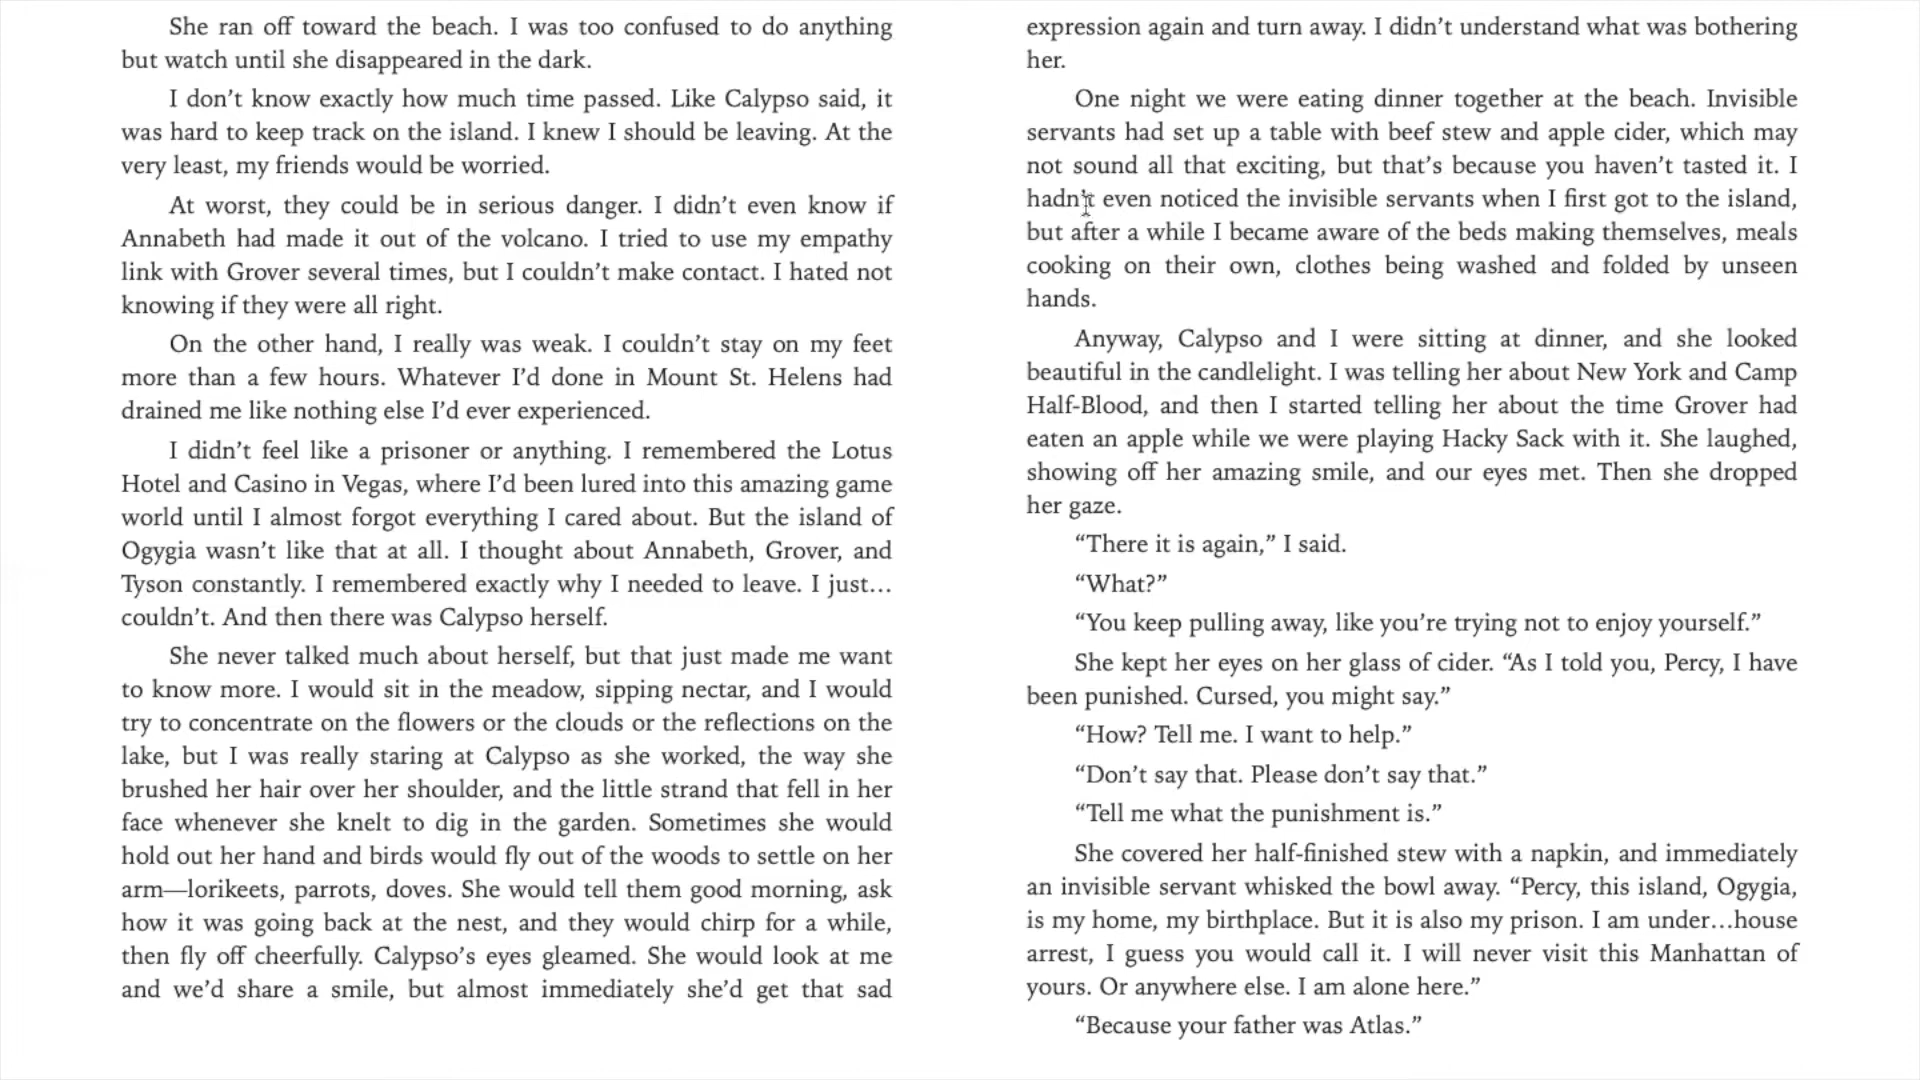 She ran off toward the beach. I was too confused to do anything
but watch until she disappeared in the dark.
I don’t know exactly how much time passed. Like Calypso said, it
was hard to keep track on the island. I knew I should be leaving. At the
very least, my friends would be worried.
At worst, they could be in serious danger. I didn’t even know if
Annabeth had made it out of the volcano. I tried to use my empathy
link with Grover several times, but I couldn’t make contact. I hated not
knowing if they were all right.
On the other hand, I really was weak. I couldn’t stay on my feet
more than a few hours. Whatever I’d done in Mount St. Helens had
drained me like nothing else I’d ever experienced.
I didn’t feel like a prisoner or anything. I remembered the Lotus
Hotel and Casino in Vegas, where I’d been lured into this amazing game
world until I almost forgot everything I cared about. But the island of
Ogygia wasn’t like that at all. I thought about Annabeth, Grover, and
Tyson constantly. I remembered exactly why I needed to leave. I just…
couldn’t. And then there was Calypso herself.
She never talked much about herself, but that just made me want
to know more. I would sit in the meadow, sipping nectar, and I would
try to concentrate on the flowers or the clouds or the reflections on the
lake, but I was really staring at Calypso as she worked, the way she
brushed her hair over her shoulder, and the little strand that fell in her
face whenever she knelt to dig in the garden. Sometimes she would
hold out her hand and birds would fly out of the woods to settle on her
arm—lorikeets, parrots, doves. She would tell them good morning, ask
how it was going back at the nest, and they would chirp for a while,
then fly off cheerfully. Calypso’s eyes gleamed. She would look at me
and we’d share a smile, but almost immediately she’d get that sad
expression again and turn away. I didn’t understand what was bothering
her.
One night we were eating dinner together at the beach. Invisible
servants had set up a table with beef stew and apple cider, which may
not sound all that exciting, but that’s because you haven’t tasted it. I
hadn’t even noticed the invisible servants when I first got to the island,
but after a while I became aware of the beds making themselves, meals
cooking on their own, clothes being washed and folded by unseen
hands.
Anyway, Calypso and I were sitting at dinner, and she looked
beautiful in the candlelight. I was telling her about New York and Camp
Half-Blood, and then I started telling her about the time Grover had
eaten an apple while we were playing Hacky Sack with it. She laughed,
showing off her amazing smile, and our eyes met. Then she dropped
her gaze.
“There it is again,” I said.
“What?”
“You keep pulling away, like you’re trying not to enjoy yourself.”
She kept her eyes on her glass of cider. “As I told you, Percy, I have
been punished. Cursed, you might say.”
“How? Tell me. I want to help.”
“Don’t say that. Please don’t say that.”
“Tell me what the punishment is.”
She covered her half-finished stew with a napkin, and immediately
an invisible servant whisked the bowl away. “Percy, this island, Ogygia,
is my home, my birthplace. But it is also my prison. I am under…house
arrest, I guess you would call it. I will never visit this Manhattan of
yours. Or anywhere else. I am alone here.”
“Because your father was Atlas.”